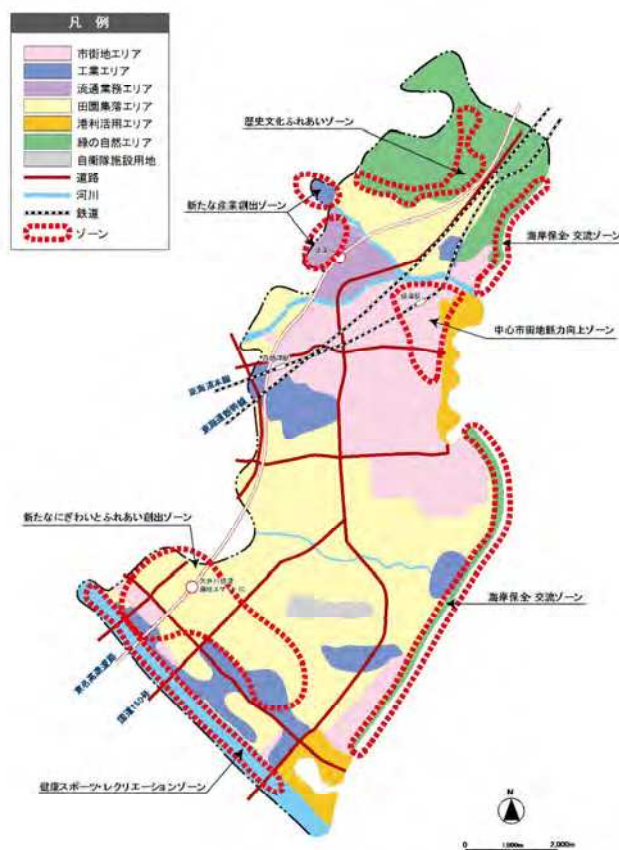 凡 例
市街地エリア
工業エリア
流通業務エリア
田園集落エリア
港利活用エリア
緑の自然エリア
自衛隊施設用地
道路
河川
鉄道
ゾーン
歴史文化ふれあいゾーン
新たな産業創出ゾーン
海岸保全・交流ゾーン
中心市街地魅力向上ゾーン
東海道本線
東海道新幹線
新たなにぎわいとふれあい創出ゾーン
海岸保全・交流ゾーン
東名高速道路
国道150号
健康スポーツ・レクリエーションゾーン
N
0 1,000m 2,000m